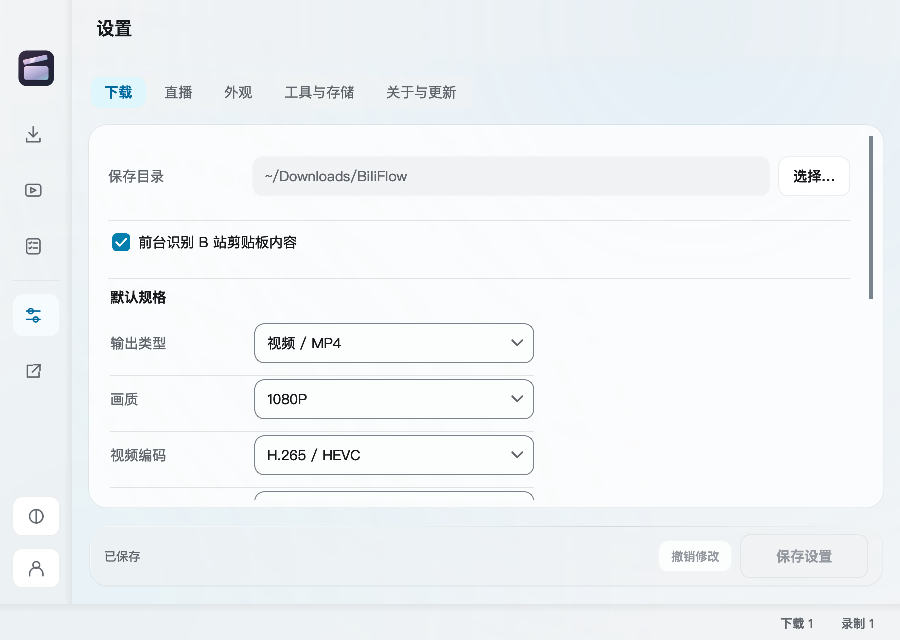 设置
下载 直播 外观 工具与存储 关于与更新
保存目录 ~/Downloads/BiliFlow 选择...
前台识别 B 站剪贴板内容
默认规格
输出类型 视频 / MP4
画质 1080P
视频编码 H.265 / HEVC
已保存 撤销修改 保存设置
下载 1 录制 1